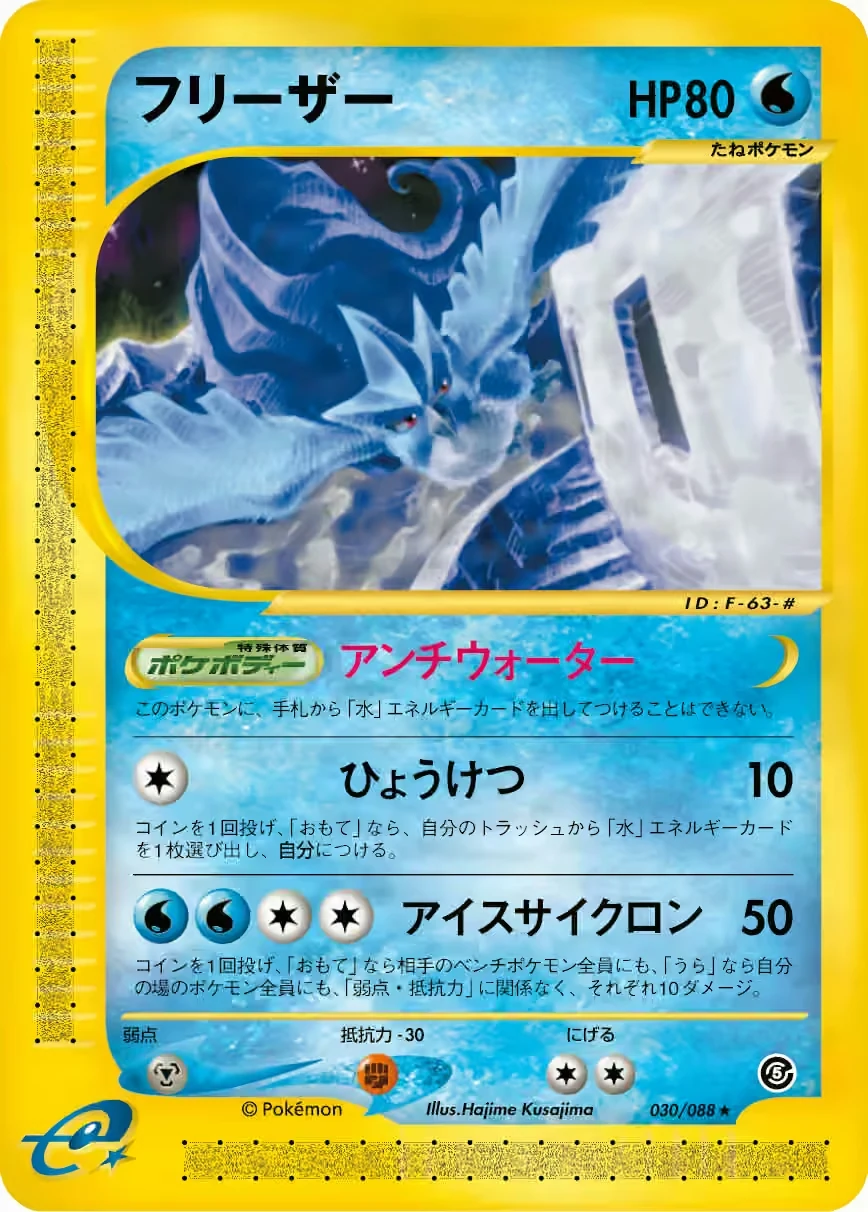 フリーザー HP80
たねポケモン
ID : F-63-#
特殊体質
ポケボディー アンチウォーター
このポケモンに、手札から「水」エネルギーカードを出してつけることはできない。
ひょうけつ 10
コインを1回投げ、「おもて」なら、自分のトラッシュから「水」エネルギーカード
を1枚選び出し、自分につける。
アイスサイクロン 50
コインを1回投げ、「おもて」なら相手のベンチポケモン全員にも、「うら」なら自分
の場のポケモン全員にも、「弱点・抵抗力」に関係なく、それぞれ10ダメージ。
弱点 抵抗力 -30 にげる
5
© Pokémon Illus.Hajime Kusajima 030/088 ★
e